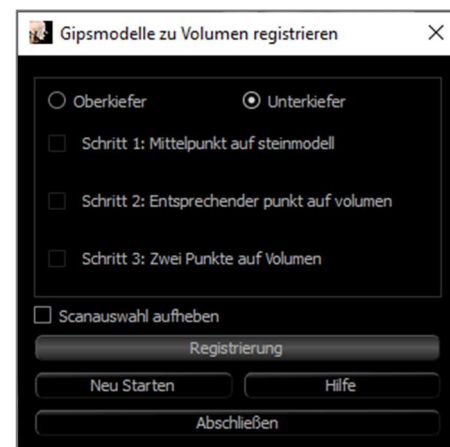 Gipsmodelle zu Volumen registrieren
Oberkiefer Unterkiefer
Schritt 1: Mittelpunkt auf steinmodell
Schritt 2: Entsprechender punkt auf volumen
Schritt 3: Zwei Punkte auf Volumen
Scanauswahl aufheben
Registrierung
Neu Starten Hilfe
Abschließen